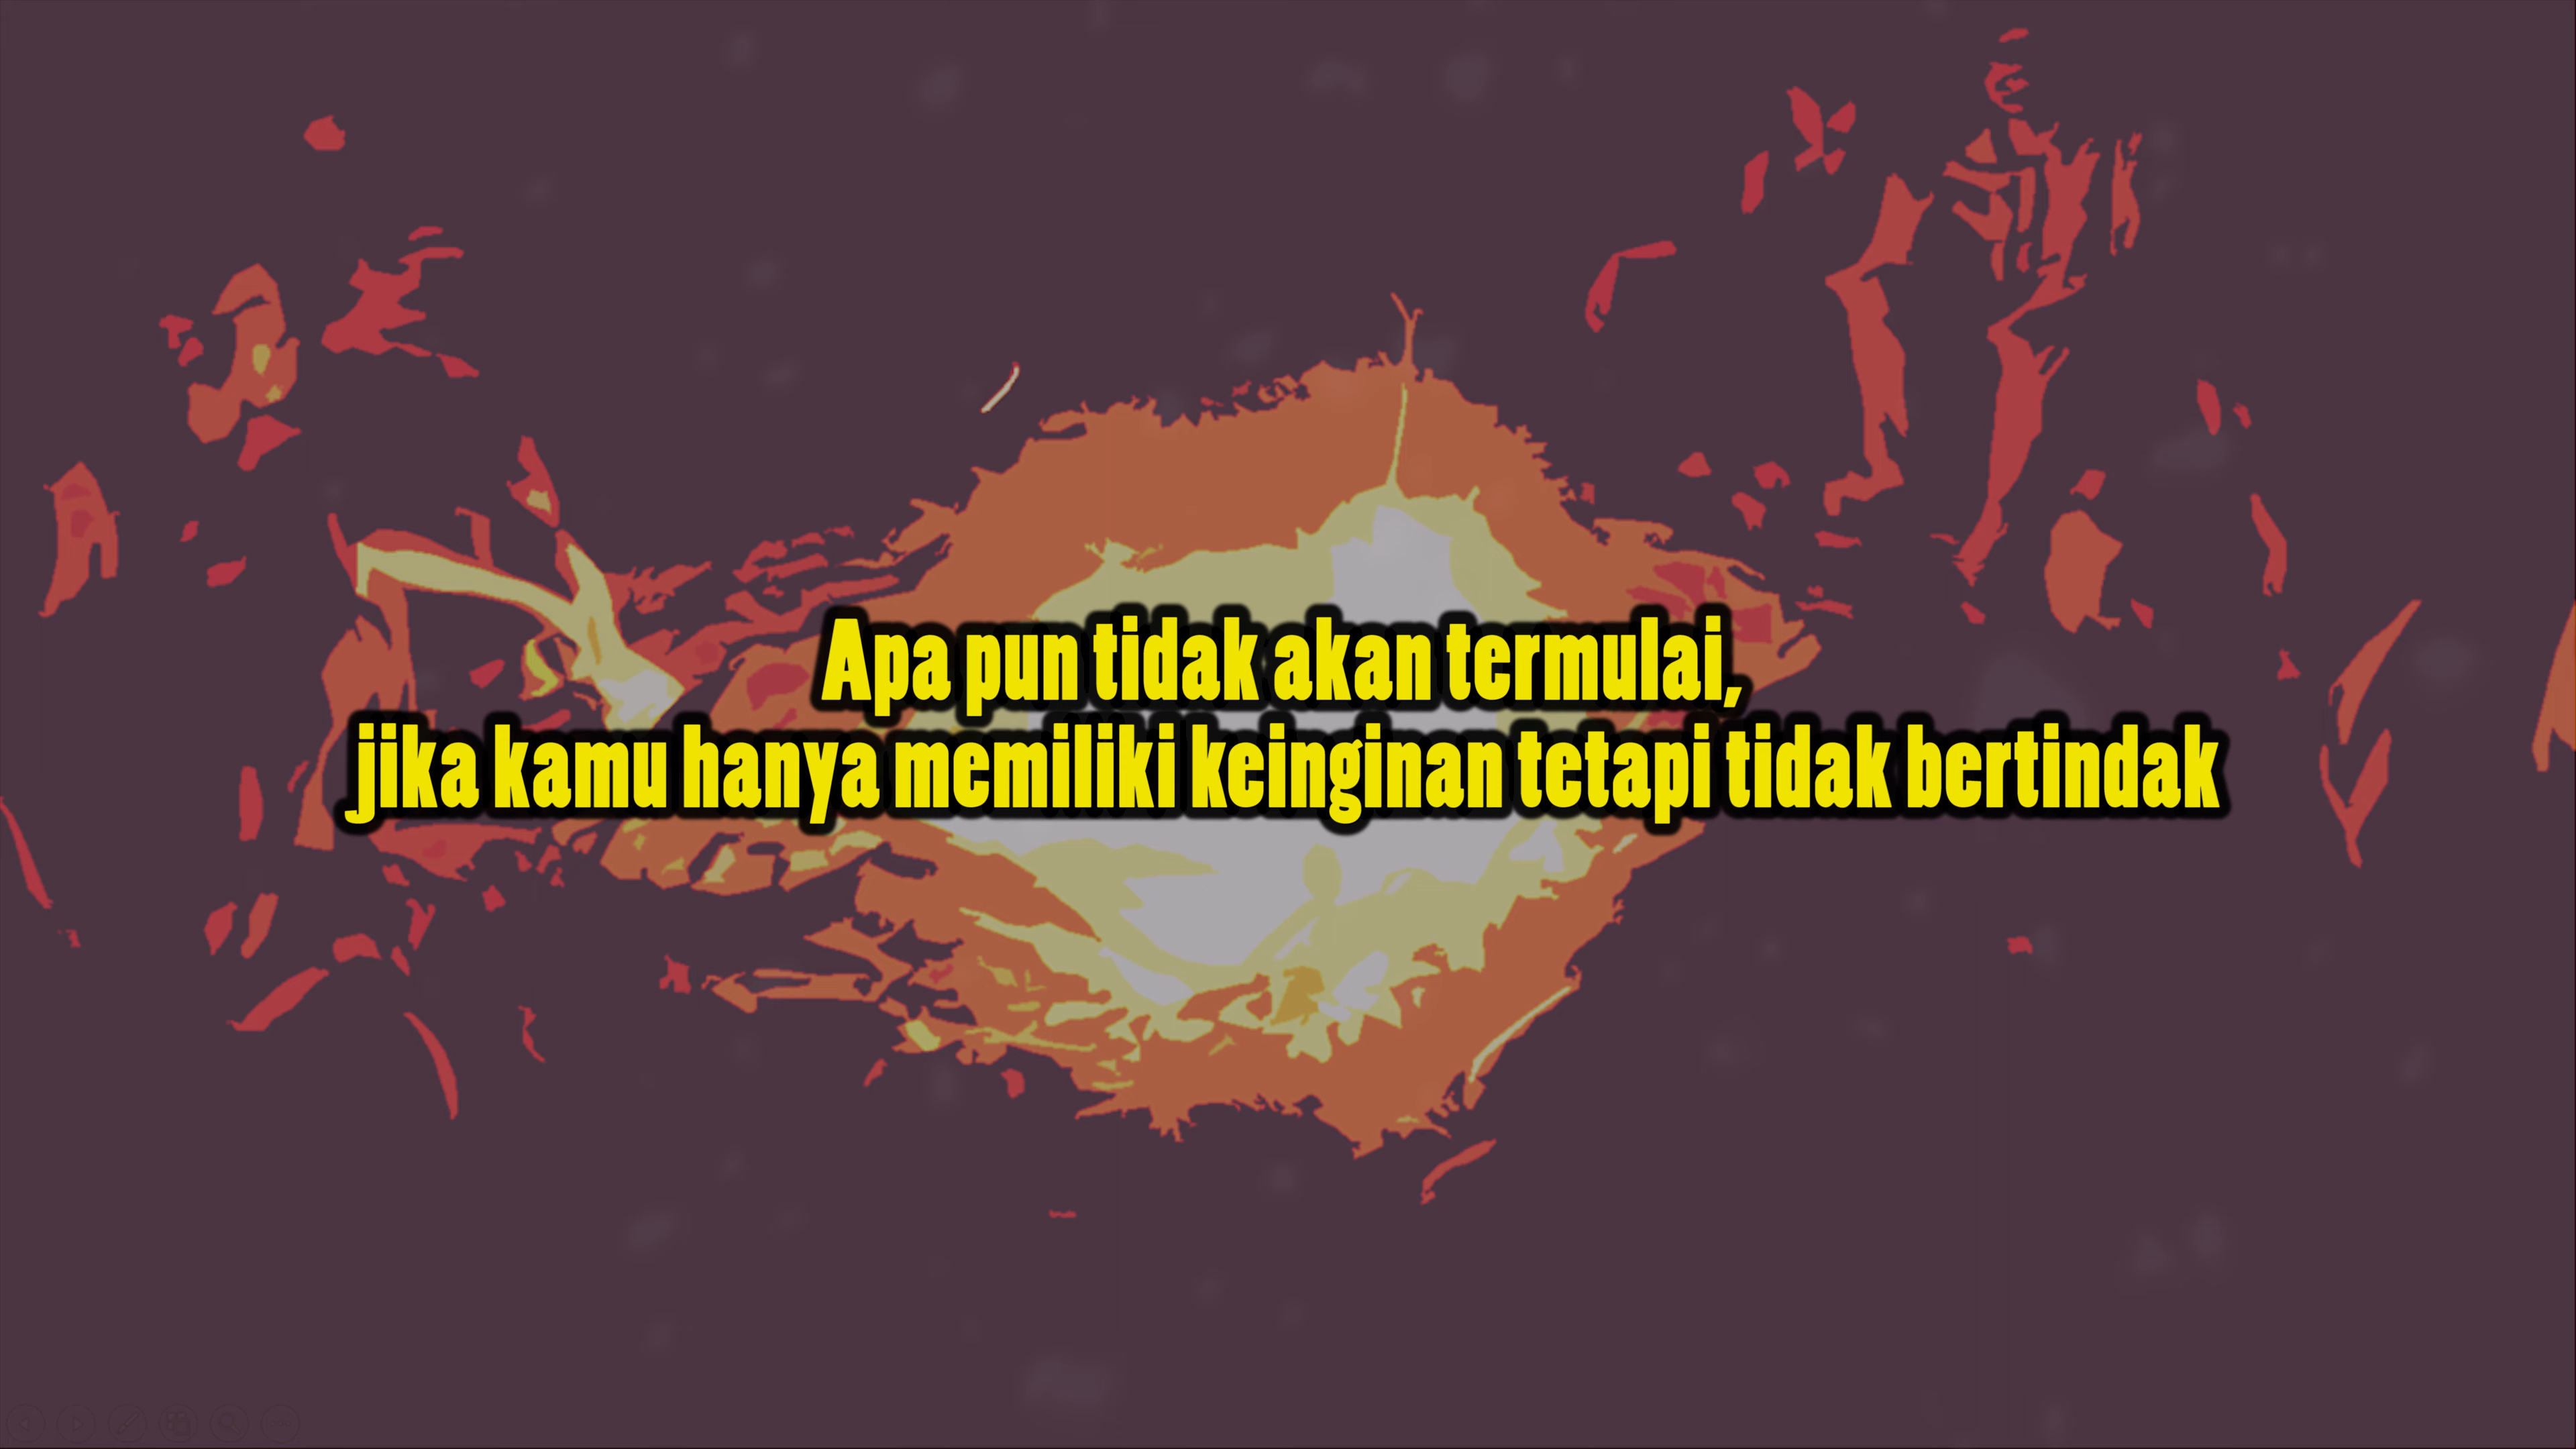 Apa pun tidak akan termulai,
jika kamu hanya memiliki keinginan tetapi tidak bertindak